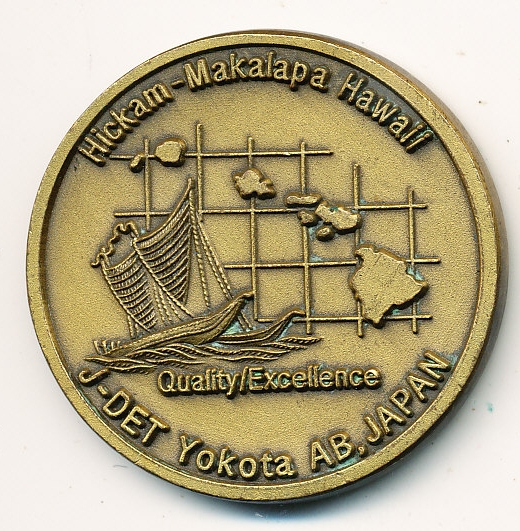 Hickam-Makalapa Hawaii
Quality/Excellence
J-DET Yokota AB, JAPAN